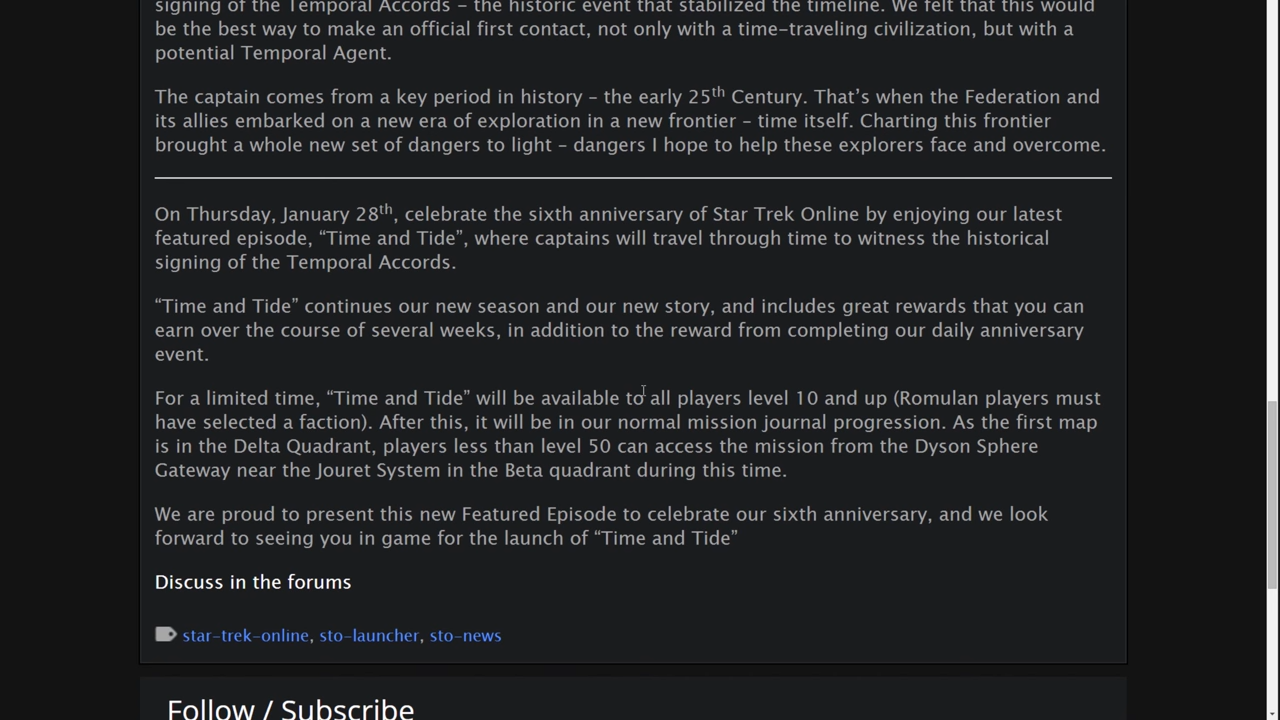 signing of the Temporal Accords – the historic event that stabilized the timeline. We felt that this would
be the best way to make an official first contact, not only with a time–traveling civilization, but with a
potential Temporal Agent.
The captain comes from a key period in history – the early 25th Century. That’s when the Federation and
its allies embarked on a new era of exploration in a new frontier – time itself. Charting this frontier
brought a whole new set of dangers to light – dangers I hope to help these explorers face and overcome.
On Thursday, January 28th, celebrate the sixth anniversary of Star Trek Online by enjoying our latest
featured episode, “Time and Tide”, where captains will travel through time to witness the historical
signing of the Temporal Accords.
“Time and Tide” continues our new season and our new story, and includes great rewards that you can
earn over the course of several weeks, in addition to the reward from completing our daily anniversary
event.
For a limited time, “Time and Tide” will be available to all players level 10 and up (Romulan players must
have selected a faction). After this, it will be in our normal mission journal progression. As the first map
is in the Delta Quadrant, players less than level 50 can access the mission from the Dyson Sphere
Gateway near the Jouret System in the Beta quadrant during this time.
We are proud to present this new Featured Episode to celebrate our sixth anniversary, and we look
forward to seeing you in game for the launch of “Time and Tide”
Discuss in the forums
star-trek-online, sto-launcher, sto-news
Follow / Subscribe